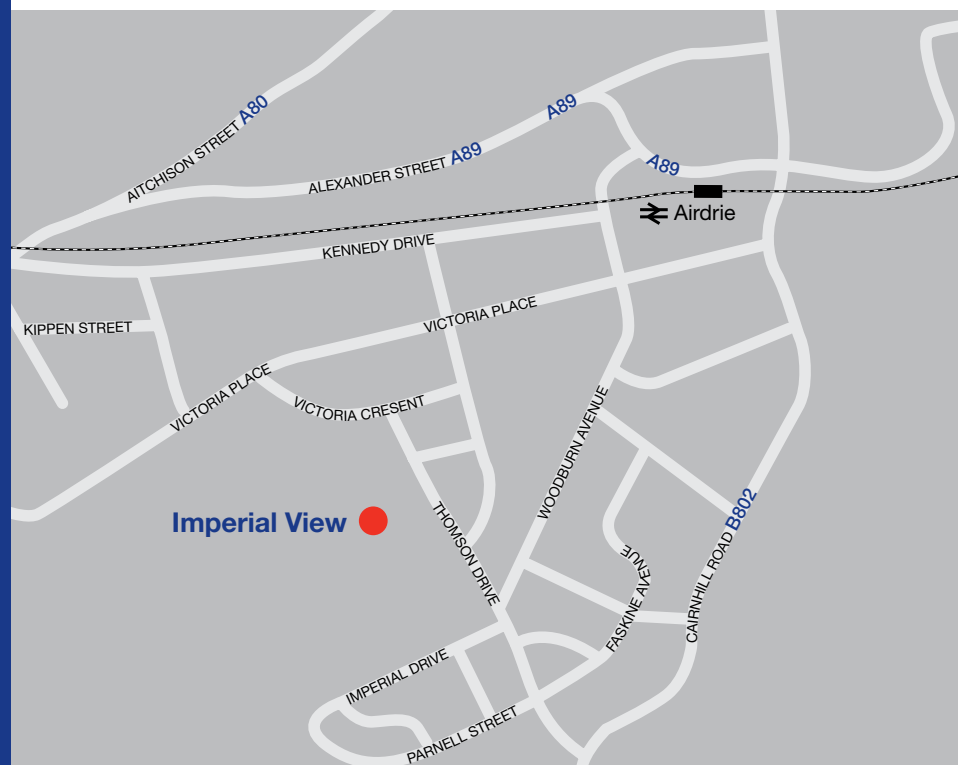 AITCHISON STREET A80
A89
ALEXANDER STREET A89
A89
Airdrie
KENNEDY DRIVE
KIPPEN STREET
VICTORIA PLACE
VICTORIA PLACE
VICTORIA CRESENT
WOODBURN AVENUE
Imperial View
THOMSON DRIVE
CAIRNHILL ROAD B802
FASKINE AVENUE
IMPERIAL DRIVE
PARNELL STREET